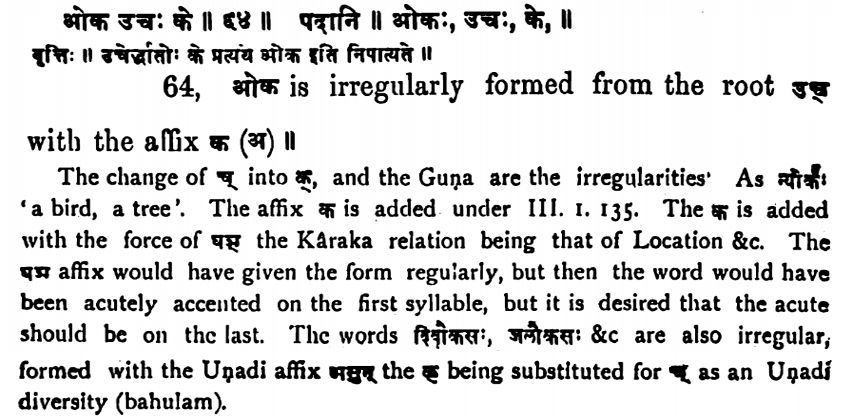 ओक उचः के ॥ ६४ ॥ पदानि ॥ ओकः, उचः, के, ॥
वृत्तिः ॥ उचेर्द्धातोः के प्रत्यये ओक इति निपात्यते ॥
64, ओक is irregularly formed from the root उच्
with the affix क (अ) ॥
The change of च् into क्, and the Guṇa are the irregularities· As न्योकः
'a bird, a tree'. The affix क is added under III. 1. 135. The क is added
with the force of घञ् the Kâraka relation being that of Location &c. The
घञ affix would have given the form regularly, but then the word would have
been acutely accented on the first syllable, but it is desired that the acute
should be on the last. The words दिवोकसः, जलौकसः &c are also irregular,
formed with the Uṇadi affix असुन् the क् being substituted for च् as an Uṇadi
diversity (bahulam).